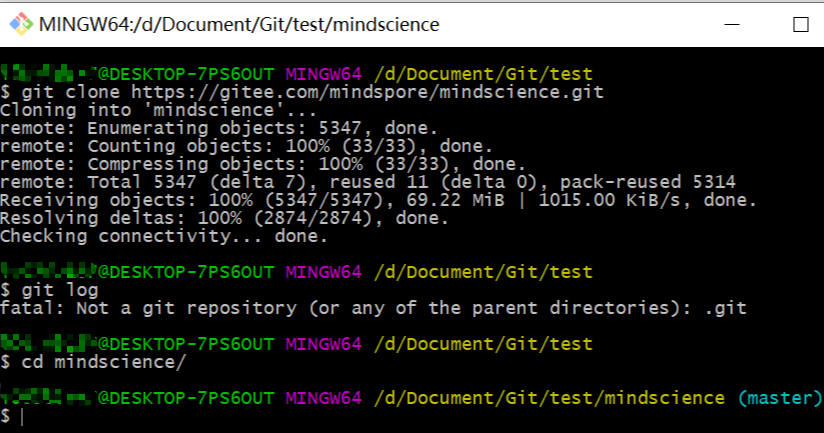 MINGW64:/d/Document/Git/test/mindscience
@DESKTOP-7PS6OUT MINGW64 /d/Document/Git/test
$ git clone https://gitee.com/mindspore/mindscience.git
Cloning into 'mindscience'...
remote: Enumerating objects: 5347, done.
remote: Counting objects: 100% (33/33), done.
remote: Compressing objects: 100% (33/33), done.
remote: Total 5347 (delta 7), reused 11 (delta 0), pack-reused 5314
Receiving objects: 100% (5347/5347), 69.22 MiB | 1015.00 KiB/s, done.
Resolving deltas: 100% (2874/2874), done.
Checking connectivity... done.
@DESKTOP-7PS6OUT MINGW64 /d/Document/Git/test
$ git log
fatal: Not a git repository (or any of the parent directories): .git
@DESKTOP-7PS6OUT MINGW64 /d/Document/Git/test
$ cd mindscience/
@DESKTOP-7PS6OUT MINGW64 /d/Document/Git/test/mindscience (master)
$